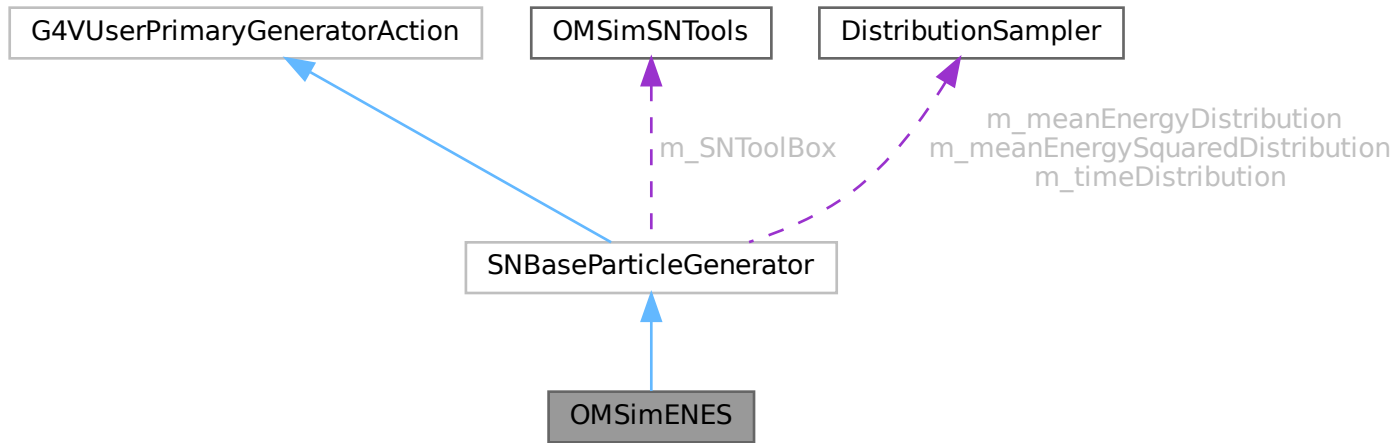 G4VUserPrimaryGeneratorAction
OMSimSNTools
DistributionSampler
m_SNToolBox
m_meanEnergyDistribution
m_meanEnergySquaredDistribution
m_timeDistribution
SNBaseParticleGenerator
OMSimENES